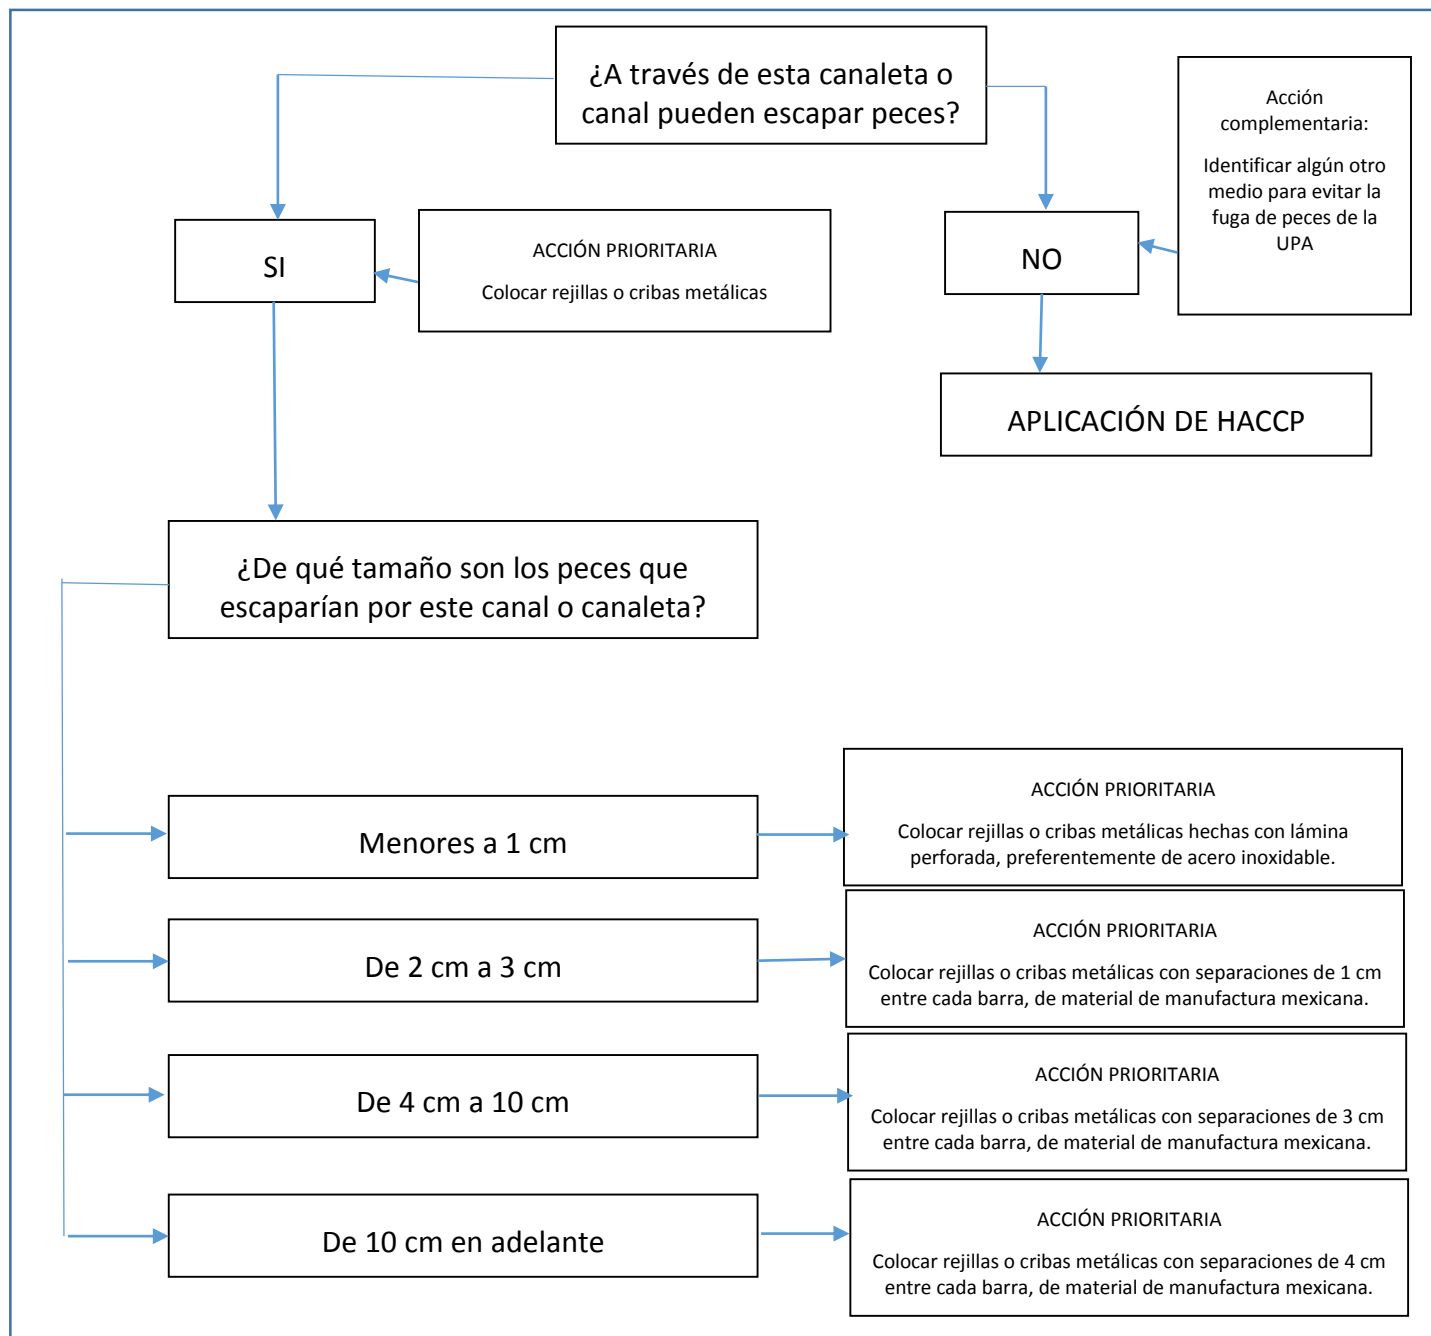 ¿A través de esta canaleta o
canal pueden escapar peces?
Acción
complementaria:
Identificar algún otro
medio para evitar la
fuga de peces de la
UPA
SI
ACCIÓN PRIORITARIA
Colocar rejillas o cribas metálicas
NO
APLICACIÓN DE HACCP
¿De qué tamaño son los peces que
escaparían por este canal o canaleta?
Menores a 1 cm
ACCIÓN PRIORITARIA
Colocar rejillas o cribas metálicas hechas con lámina
perforada, preferentemente de acero inoxidable.
De 2 cm a 3 cm
ACCIÓN PRIORITARIA
Colocar rejillas o cribas metálicas con separaciones de 1 cm
entre cada barra, de material de manufactura mexicana.
De 4 cm a 10 cm
ACCIÓN PRIORITARIA
Colocar rejillas o cribas metálicas con separaciones de 3 cm
entre cada barra, de material de manufactura mexicana.
De 10 cm en adelante
ACCIÓN PRIORITARIA
Colocar rejillas o cribas metálicas con separaciones de 4 cm
entre cada barra, de material de manufactura mexicana.